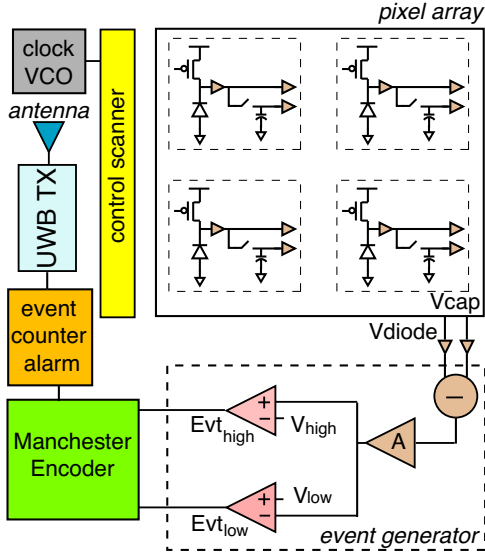 pixel array
clock
VCO
antenna
control scanner
UWB TX
event
counter
alarm
Vcap
Vdiode
−
A
+
−
Evthigh
Vhigh
Manchester
Encoder
+
−
Evtlow
Vlow
event generator